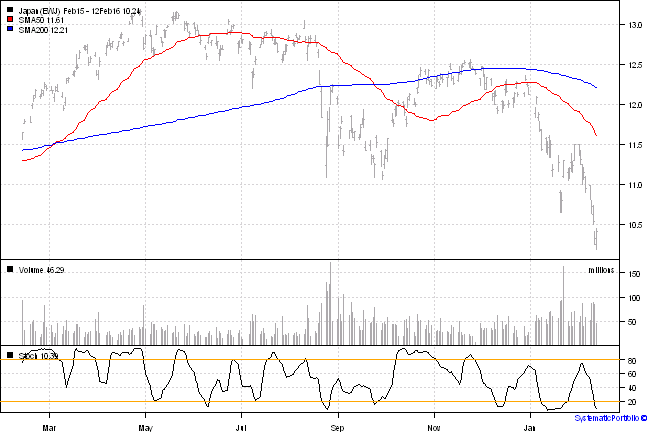 Japan (EWJ) Feb15 - 12Feb16 10.24
SMA50 11.61
SMA200 12.21
13.0
12.5
12.0
11.5
11.0
10.5
Volume 46.29
millions
150
100
50
Stoch 10.39
80
60
40
20
Mar May Jul Sep Nov Jan
SystematicPortfolio ©